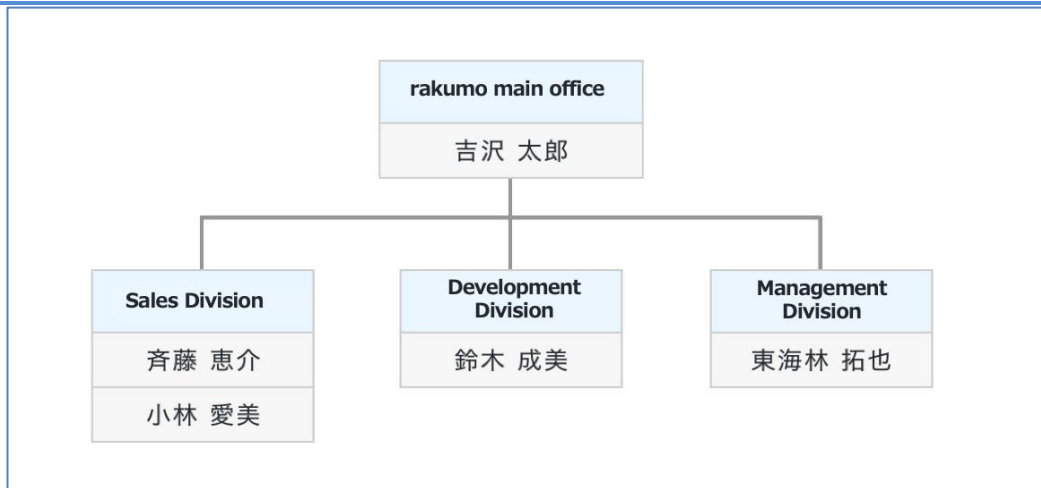 rakumo main office
吉沢 太郎
Sales Division
斉藤 恵介
小林 愛美
Development
Division
鈴木 成美
Management
Division
東海林 拓也